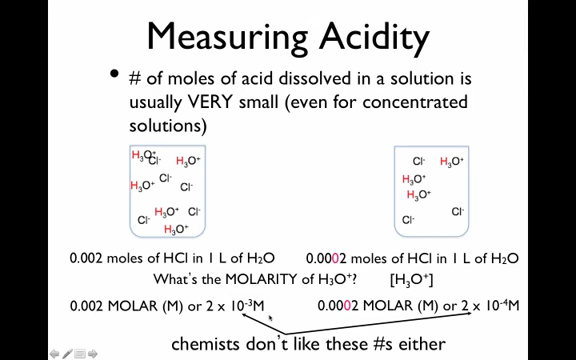 Measuring Acidity
• # of moles of acid dissolved in a solution is
usually VERY small (even for concentrated
solutions)
H₃O⁺ Cl⁻ H₃O⁺
H₃O⁺ Cl⁻ Cl⁻
Cl⁻ H₃O⁺ Cl⁻
H₃O⁺
Cl⁻ H₃O⁺
H₃O⁺
H₃O⁺
Cl⁻ Cl⁻
0.002 moles of HCl in 1 L of H₂O 0.0002 moles of HCl in 1 L of H₂O
What's the MOLARITY of H₃O⁺? [H₃O⁺]
0.002 MOLAR (M) or 2 x 10⁻³M 0.0002 MOLAR (M) or 2 x 10⁻⁴M
chemists don't like these #s either